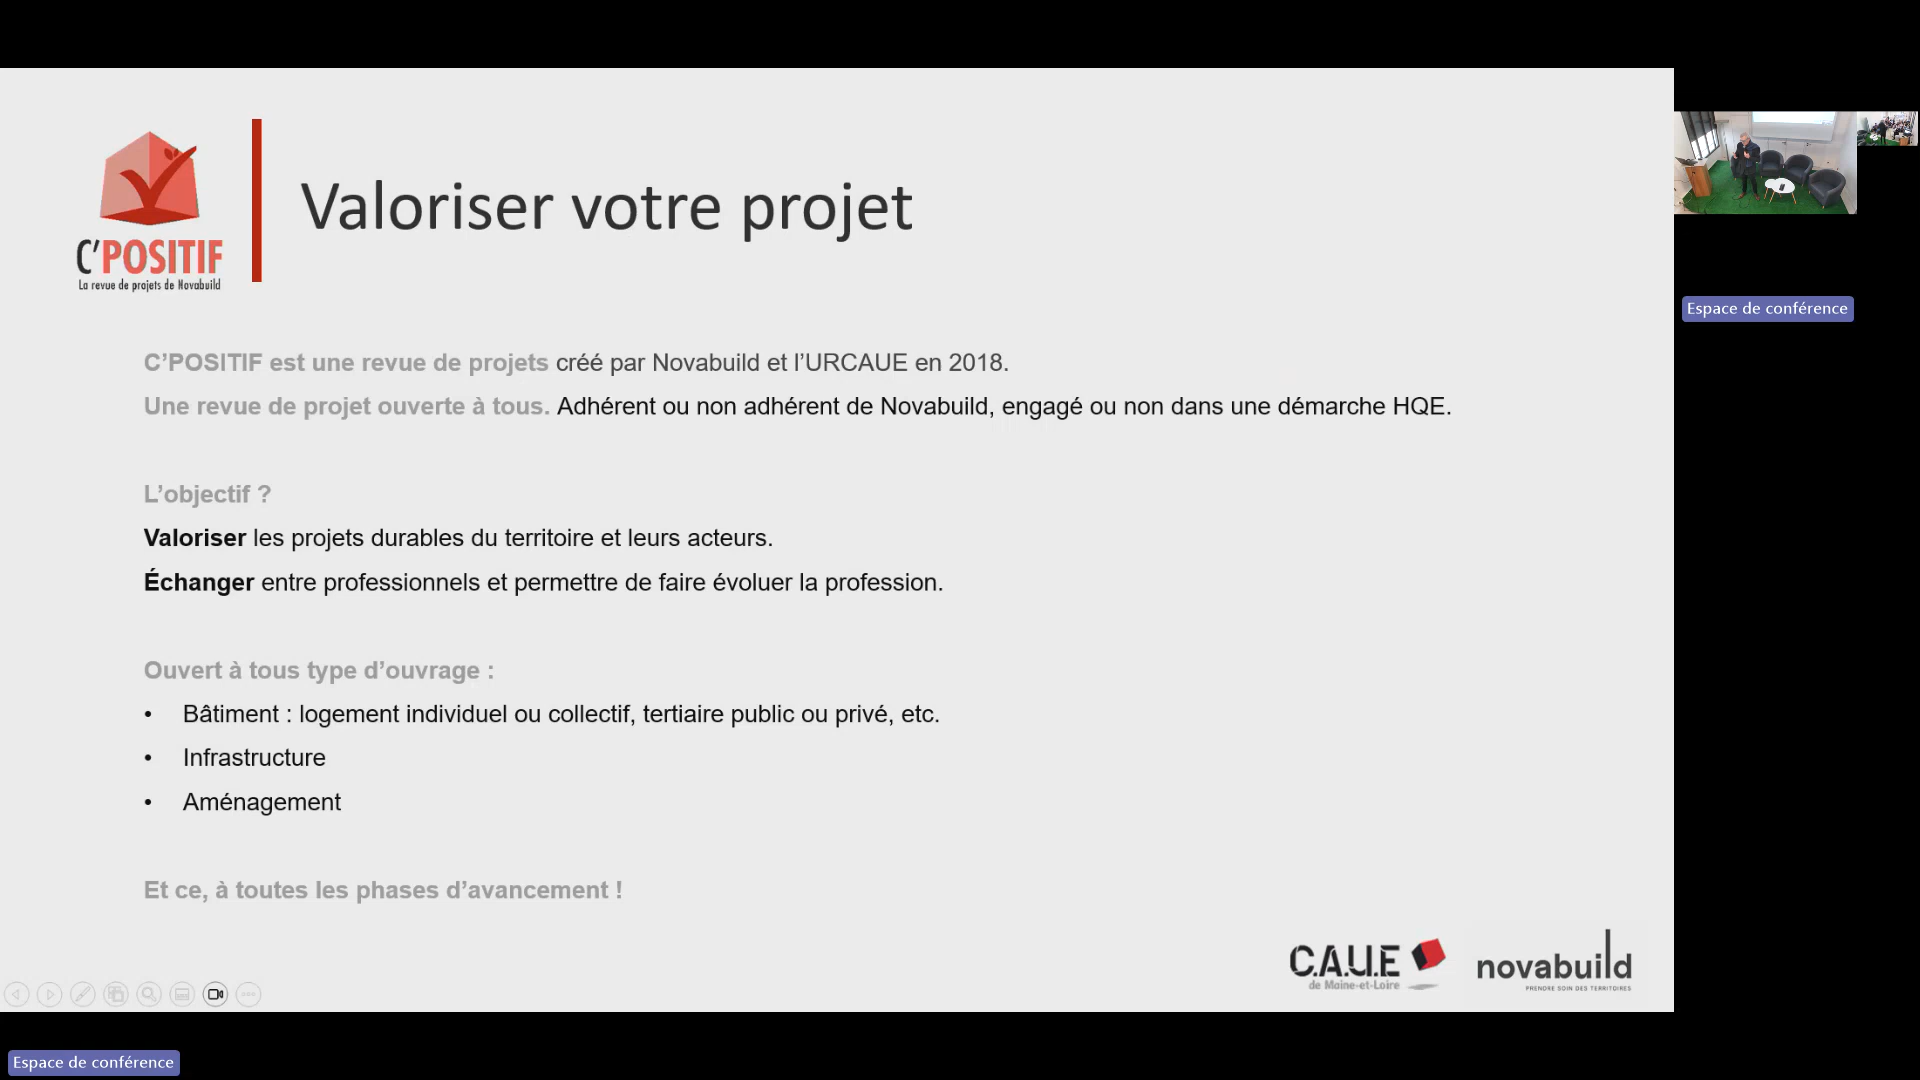 C'POSITIF
La revue de projets de Novabuild
Valoriser votre projet
C’POSITIF est une revue de projets créé par Novabuild et l’URCAUE en 2018.
Une revue de projet ouverte à tous. Adhérent ou non adhérent de Novabuild, engagé ou non dans une démarche HQE.
L’objectif ?
Valoriser les projets durables du territoire et leurs acteurs.
Échanger entre professionnels et permettre de faire évoluer la profession.
Ouvert à tous type d’ouvrage :
• Bâtiment : logement individuel ou collectif, tertiaire public ou privé, etc.
• Infrastructure
• Aménagement
Et ce, à toutes les phases d’avancement !
C.A.U.E
de Maine-et-Loire
novabuild
PRENDRE SOIN DES TERRITOIRES
Espace de conférence
Espace de conférence